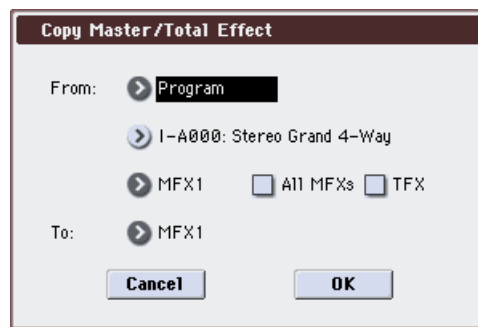 Copy Master/Total Effect
From: Program
I-A000: Stereo Grand 4-Way
MFX1 All MFXs TFX
To: MFX1
Cancel OK